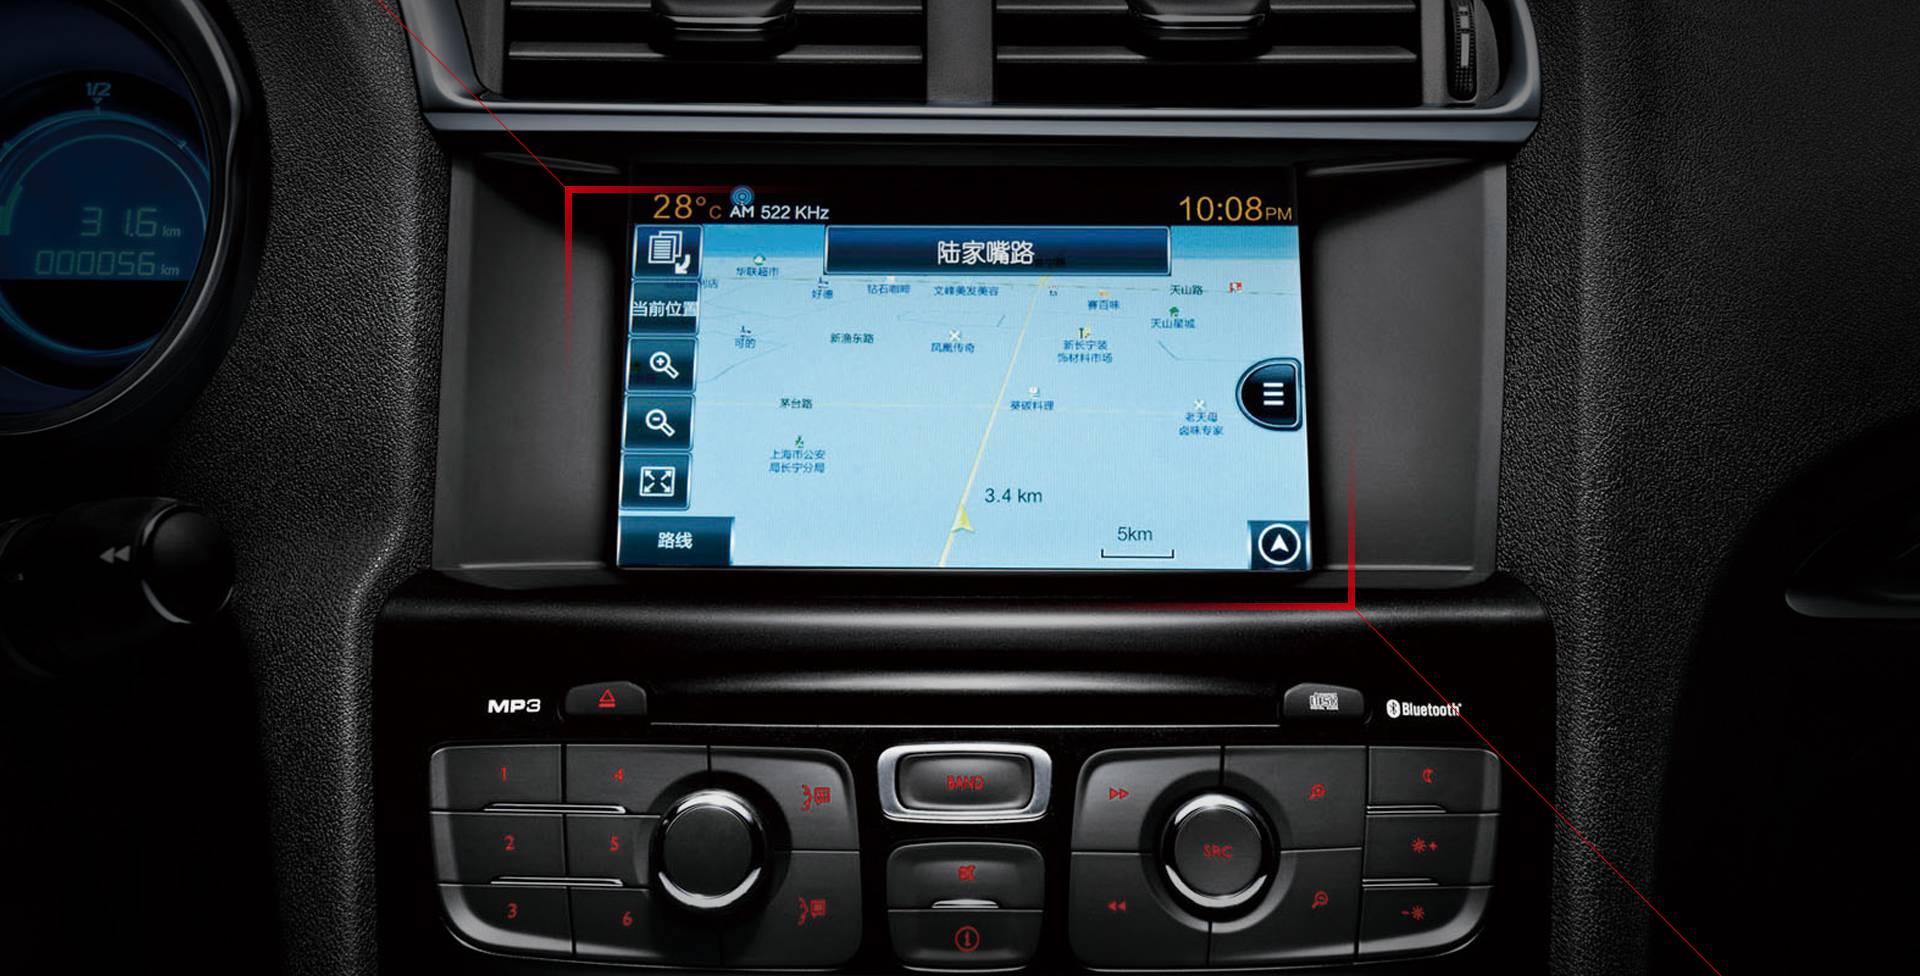 1/2
31.6 km
000056 km
28°C AM 522 KHz
10:08PM
陆家嘴路
华联超市
好德
钻石咖啡
文峰美发美容
天山路
赛百味
天山星城
当前位置
可的
新渔东路
凤凰传奇
新长宁装
饰材料市场
茅台路
葵碳料理
老天母
卤味专家
上海市公安
局长宁分局
3.4 km
5km
路线
MP3
Bluetooth
1
4
BAND
2
5
SRC
3
6